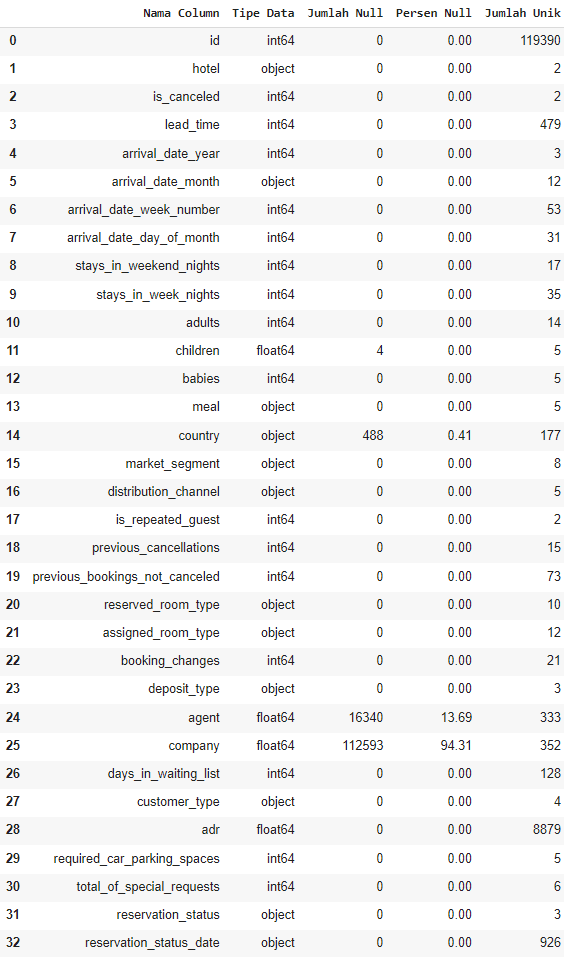 Nama Column Tipe Data Jumlah Null Persen Null Jumlah Unik
0 id int64 0 0.00 119390
1 hotel object 0 0.00 2
2 is_canceled int64 0 0.00 2
3 lead_time int64 0 0.00 479
4 arrival_date_year int64 0 0.00 3
5 arrival_date_month object 0 0.00 12
6 arrival_date_week_number int64 0 0.00 53
7 arrival_date_day_of_month int64 0 0.00 31
8 stays_in_weekend_nights int64 0 0.00 17
9 stays_in_week_nights int64 0 0.00 35
10 adults int64 0 0.00 14
11 children float64 4 0.00 5
12 babies int64 0 0.00 5
13 meal object 0 0.00 5
14 country object 488 0.41 177
15 market_segment object 0 0.00 8
16 distribution_channel object 0 0.00 5
17 is_repeated_guest int64 0 0.00 2
18 previous_cancellations int64 0 0.00 15
19 previous_bookings_not_canceled int64 0 0.00 73
20 reserved_room_type object 0 0.00 10
21 assigned_room_type object 0 0.00 12
22 booking_changes int64 0 0.00 21
23 deposit_type object 0 0.00 3
24 agent float64 16340 13.69 333
25 company float64 112593 94.31 352
26 days_in_waiting_list int64 0 0.00 128
27 customer_type object 0 0.00 4
28 adr float64 0 0.00 8879
29 required_car_parking_spaces int64 0 0.00 5
30 total_of_special_requests int64 0 0.00 6
31 reservation_status object 0 0.00 3
32 reservation_status_date object 0 0.00 926